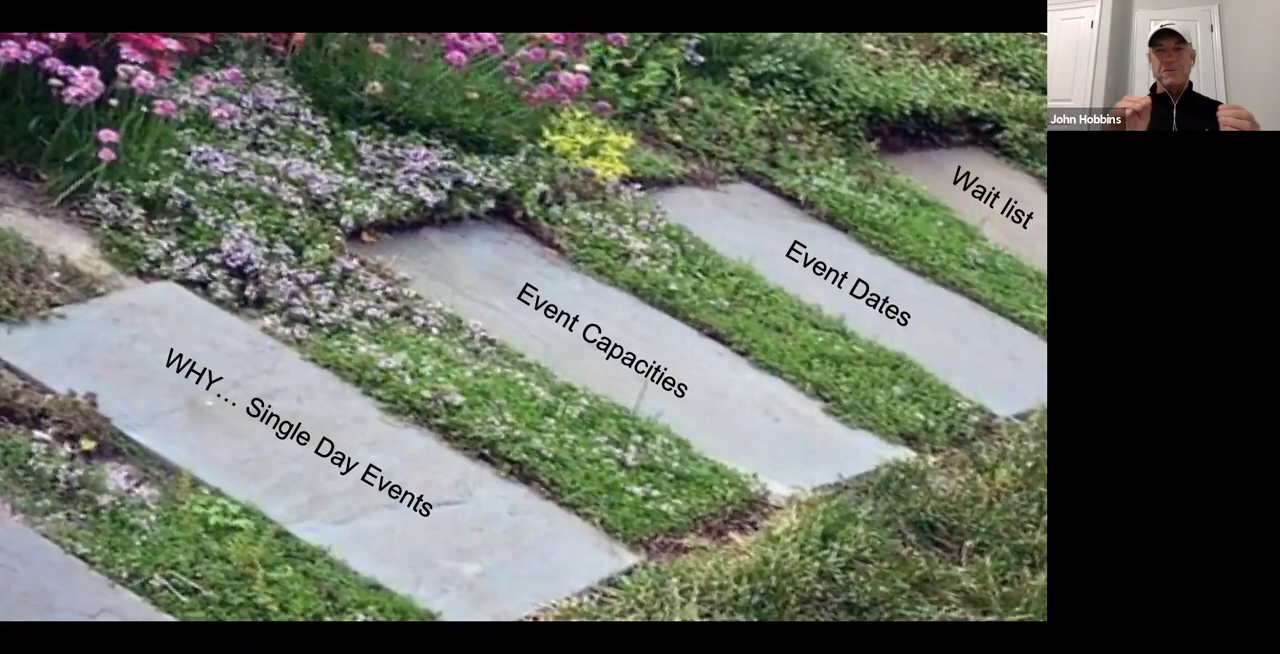 John Hobbins
WHY... Single Day Events
Event Capacities
Event Dates
Wait list